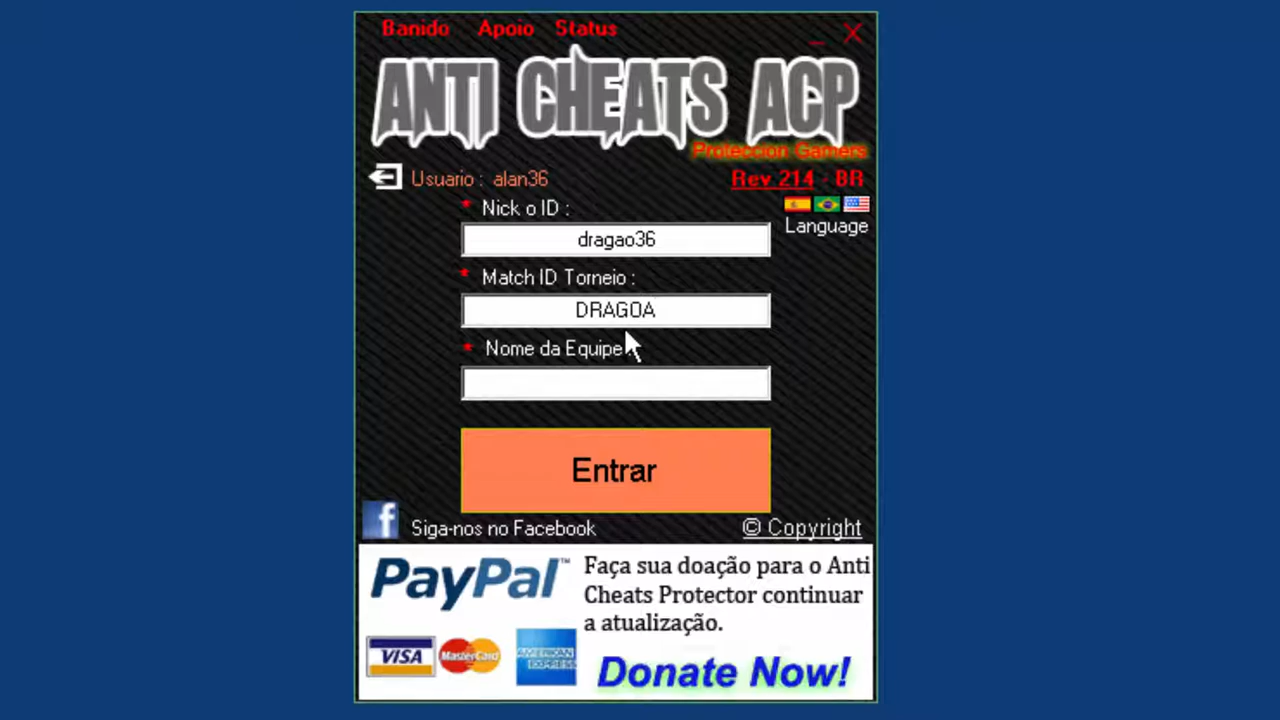 Banido Apoio Status _ X
ANTI CHEATS ACP
Proteccion Gamers
Usuario : alan36 Rev 214 - BR
* Nick o ID :
Language
dragao36
* Match ID Torneio :
DRAGOA
* Nome da Equipe
Entrar
f Siga-nos no Facebook © Copyright
PayPal™
Faça sua doação para o Anti
Cheats Protector continuar
a atualização.
VISA MasterCard AMERICAN EXPRESS
Donate Now!